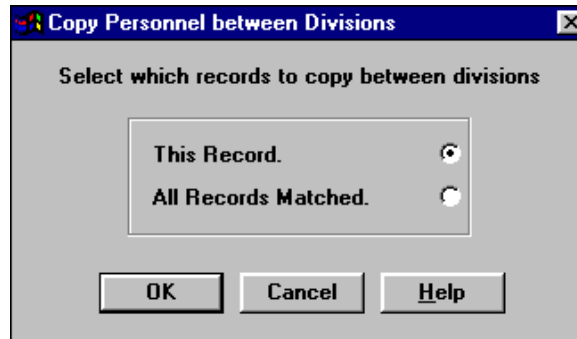 Copy Personnel between Divisions
Select which records to copy between divisions
This Record.
All Records Matched.
OK Cancel Help